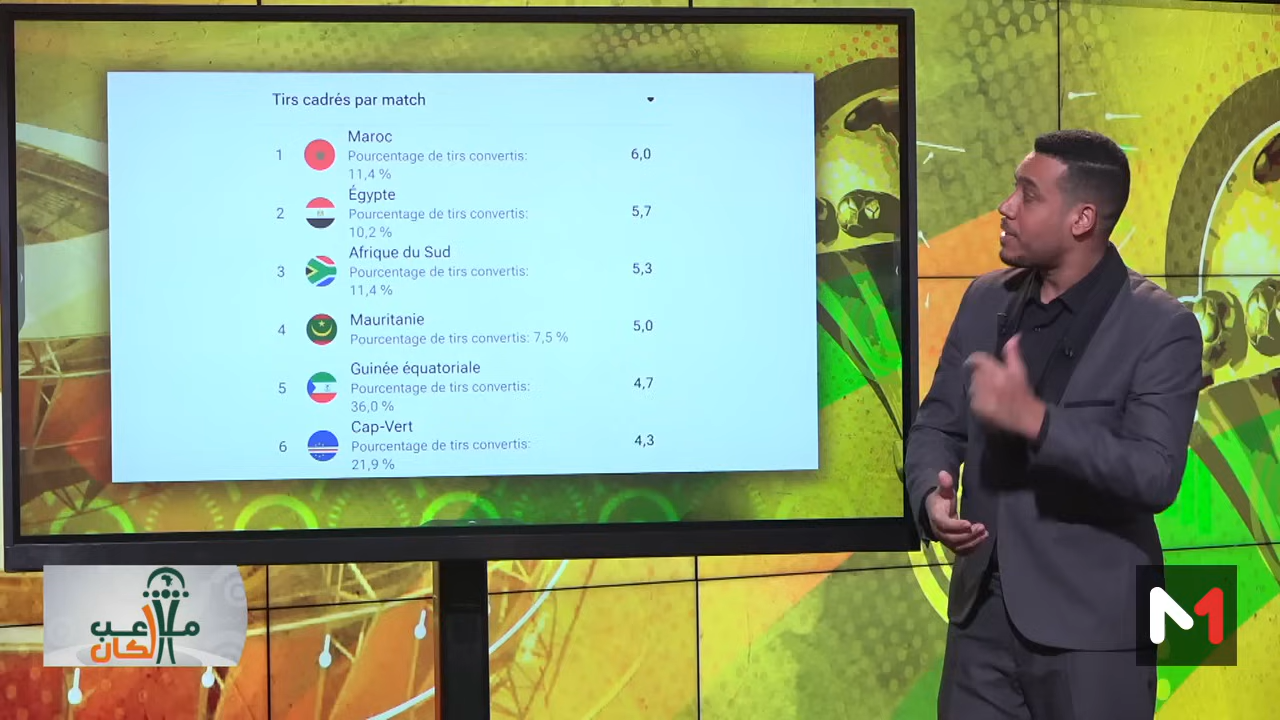 Tirs cadrés par match
1
Maroc
Pourcentage de tirs convertis:
11,4 %
6,0
2
Égypte
Pourcentage de tirs convertis:
10,2 %
5,7
3
Afrique du Sud
Pourcentage de tirs convertis:
11,4 %
5,3
4
Mauritanie
Pourcentage de tirs convertis: 7,5 %
5,0
5
Guinée équatoriale
Pourcentage de tirs convertis:
36,0 %
4,7
6
Cap-Vert
Pourcentage de tirs convertis:
21,9 %
4,3
ملاعب
الكان
M1